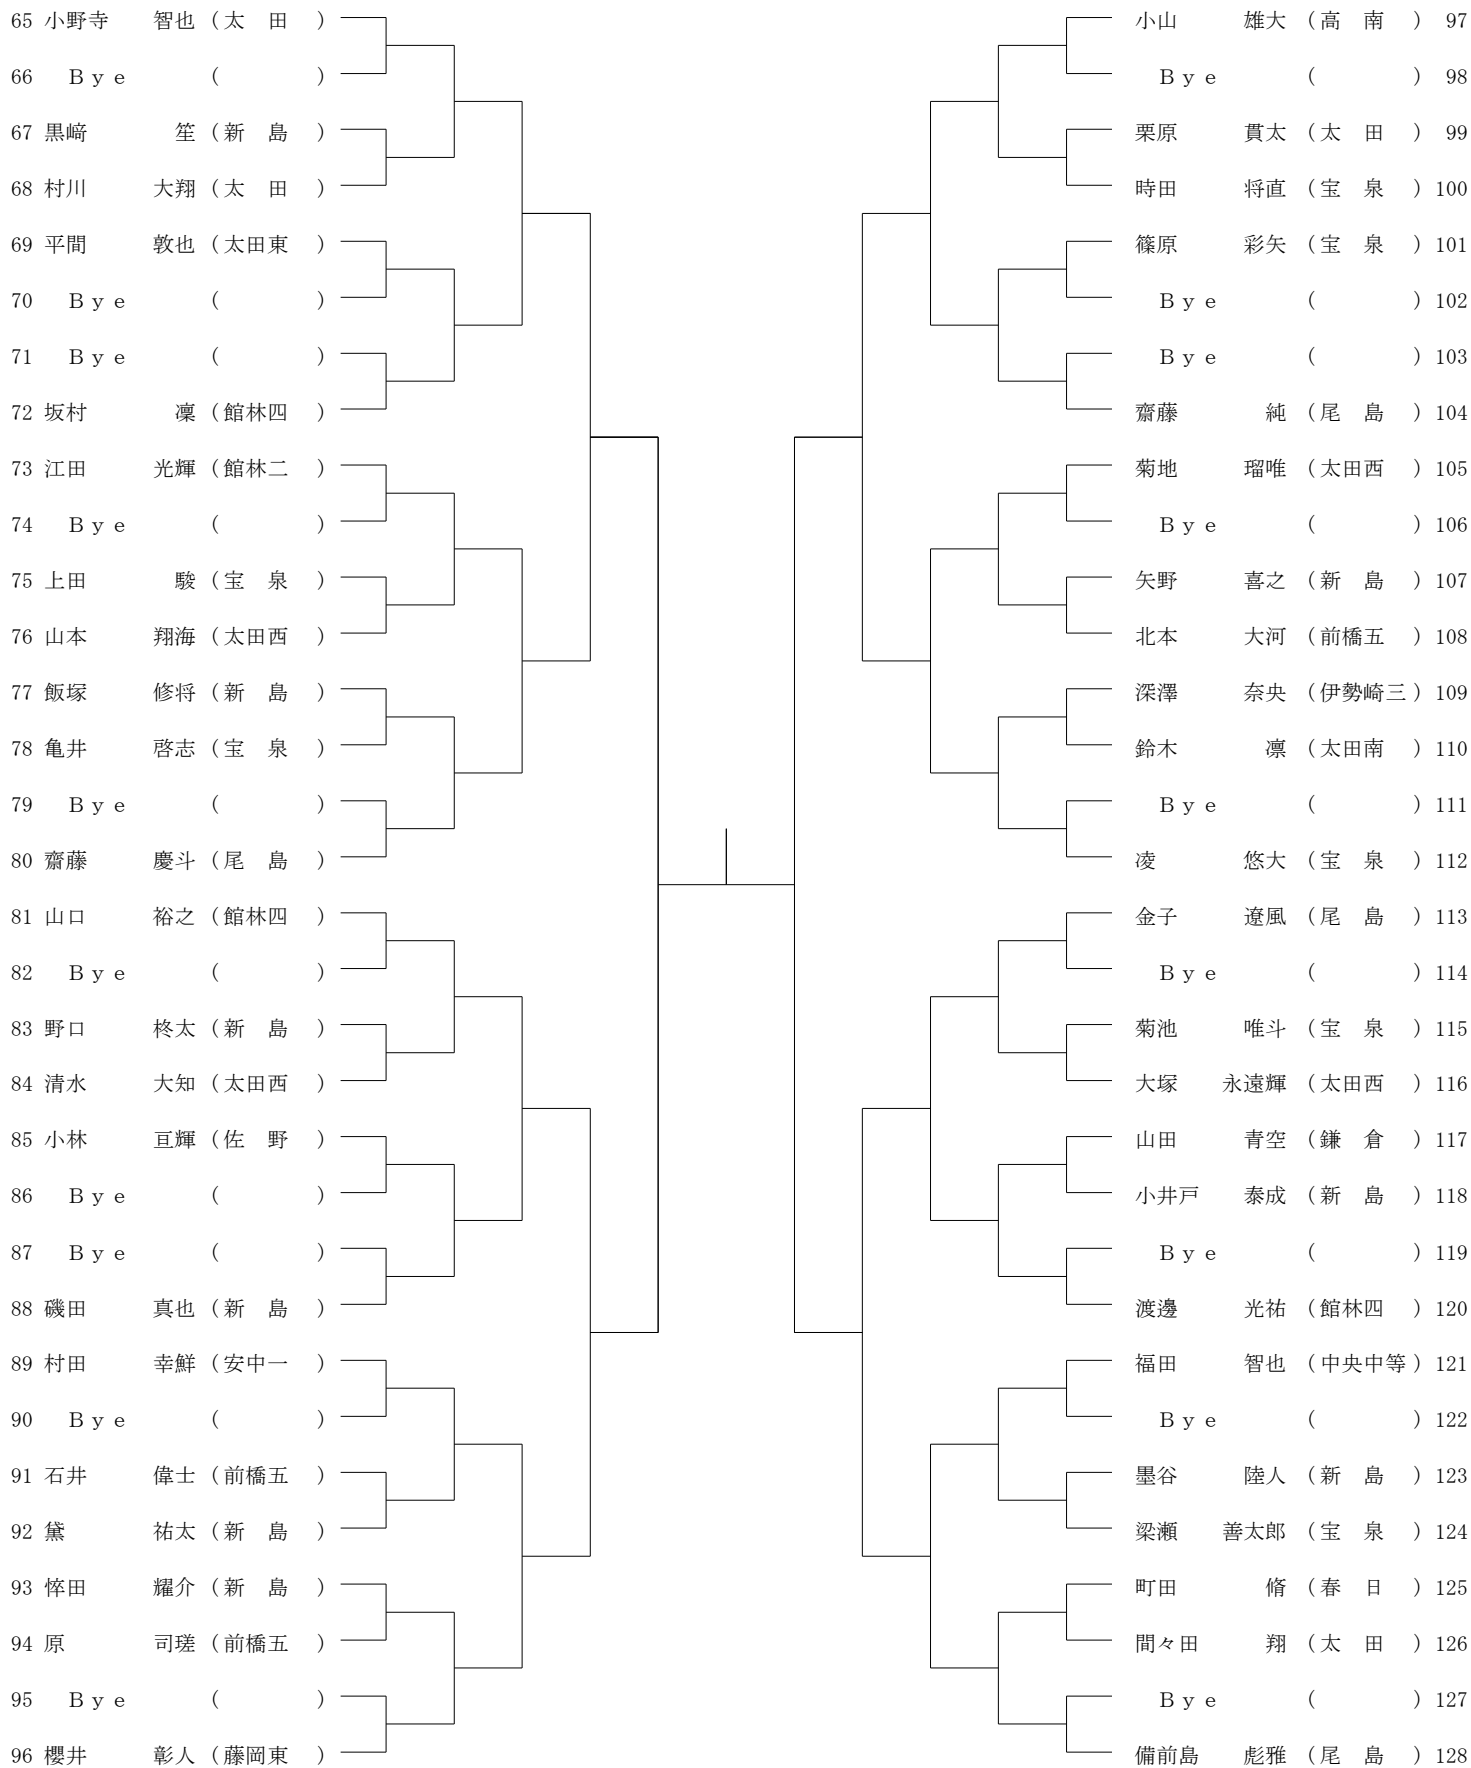 65 小野寺 智也 (太 田 )
66 Bye ( )
67 黒﨑 笙 (新 島 )
68 村川 大翔 (太 田 )
69 平間 敦也 (太田東 )
70 Bye ( )
71 Bye ( )
72 坂村 凜 (館林四 )
73 江田 光輝 (館林二 )
74 Bye ( )
75 上田 駿 (宝 泉 )
76 山本 翔海 (太田西 )
77 飯塚 修将 (新 島 )
78 亀井 啓志 (宝 泉 )
79 Bye ( )
80 齋藤 慶斗 (尾 島 )
81 山口 裕之 (館林四 )
82 Bye ( )
83 野口 柊太 (新 島 )
84 清水 大知 (太田西 )
85 小林 亘輝 (佐 野 )
86 Bye ( )
87 Bye ( )
88 磯田 真也 (新 島 )
89 村田 幸鮮 (安中一 )
90 Bye ( )
91 石井 偉士 (前橋五 )
92 黛 祐太 (新 島 )
93 倅田 耀介 (新 島 )
94 原 司瑳 (前橋五 )
95 Bye ( )
96 櫻井 彰人 (藤岡東 )
小山 雄大 (高 南 ) 97
Bye ( ) 98
栗原 貫太 (太 田 ) 99
時田 将直 (宝 泉 ) 100
篠原 彩矢 (宝 泉 ) 101
Bye ( ) 102
Bye ( ) 103
齋藤 純 (尾 島 ) 104
菊地 瑠唯 (太田西 ) 105
Bye ( ) 106
矢野 喜之 (新 島 ) 107
北本 大河 (前橋五 ) 108
深澤 奈央 (伊勢崎三) 109
鈴木 凛 (太田南 ) 110
Bye ( ) 111
凌 悠大 (宝 泉 ) 112
金子 遼風 (尾 島 ) 113
Bye ( ) 114
菊池 唯斗 (宝 泉 ) 115
大塚 永遠輝 (太田西 ) 116
山田 青空 (鎌 倉 ) 117
小井戸 泰成 (新 島 ) 118
Bye ( ) 119
渡邊 光祐 (館林四 ) 120
福田 智也 (中央中等) 121
Bye ( ) 122
墨谷 陸人 (新 島 ) 123
梁瀬 善太郎 (宝 泉 ) 124
町田 脩 (春 日 ) 125
間々田 翔 (太 田 ) 126
Bye ( ) 127
備前島 彪雅 (尾 島 ) 128